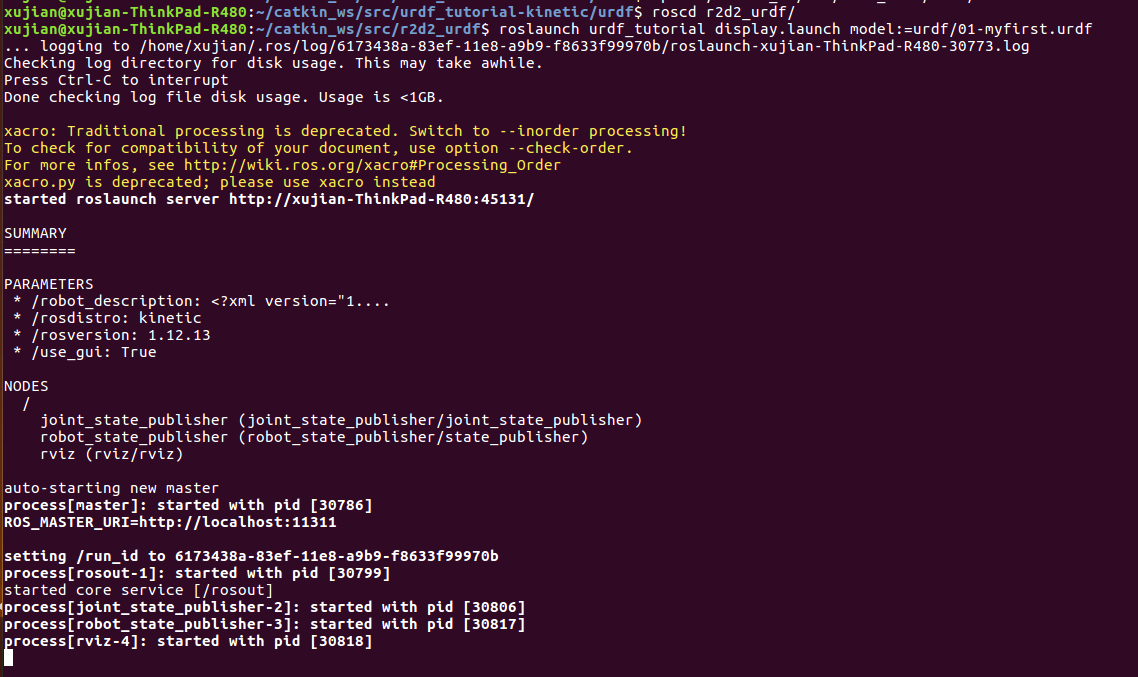 xujian@xujian-ThinkPad-R480:~/catkin_ws/src/urdf_tutorial-kinetic/urdf$ roscd r2d2_urdf/
xujian@xujian-ThinkPad-R480:~/catkin_ws/src/r2d2_urdf$ roslaunch urdf_tutorial display.launch model:=urdf/01-myfirst.urdf
... logging to /home/xujian/.ros/log/6173438a-83ef-11e8-a9b9-f8633f99970b/roslaunch-xujian-ThinkPad-R480-30773.log
Checking log directory for disk usage. This may take awhile.
Press Ctrl-C to interrupt
Done checking log file disk usage. Usage is <1GB.
xacro: Traditional processing is deprecated. Switch to --inorder processing!
To check for compatibility of your document, use option --check-order.
For more infos, see http://wiki.ros.org/xacro#Processing_Order
xacro.py is deprecated; please use xacro instead
started roslaunch server http://xujian-ThinkPad-R480:45131/
SUMMARY
========
PARAMETERS
* /robot_description: <?xml version="1....
* /rosdistro: kinetic
* /rosversion: 1.12.13
* /use_gui: True
NODES
/
joint_state_publisher (joint_state_publisher/joint_state_publisher)
robot_state_publisher (robot_state_publisher/state_publisher)
rviz (rviz/rviz)
auto-starting new master
process[master]: started with pid [30786]
ROS_MASTER_URI=http://localhost:11311
setting /run_id to 6173438a-83ef-11e8-a9b9-f8633f99970b
process[rosout-1]: started with pid [30799]
started core service [/rosout]
process[joint_state_publisher-2]: started with pid [30806]
process[robot_state_publisher-3]: started with pid [30817]
process[rviz-4]: started with pid [30818]